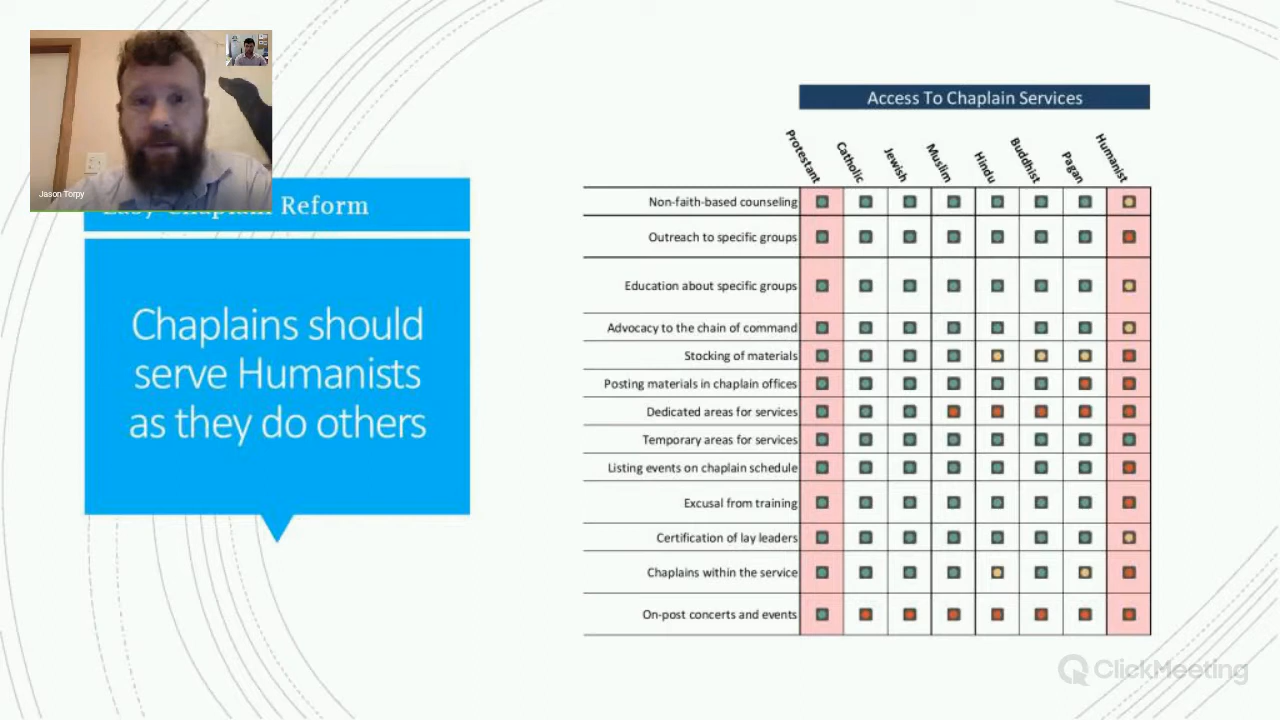 Jason Torpy
Easy Chaplain Reform
Chaplains should
serve Humanists
as they do others
Access To Chaplain Services
Protestant
Catholic
Jewish
Muslim
Hindu
Buddhist
Pagan
Humanist
Non-faith-based counseling
Outreach to specific groups
Education about specific groups
Advocacy to the chain of command
Stocking of materials
Posting materials in chaplain offices
Dedicated areas for services
Temporary areas for services
Listing events on chaplain schedule
Excusal from training
Certification of lay leaders
Chaplains within the service
On-post concerts and events
ClickMeeting